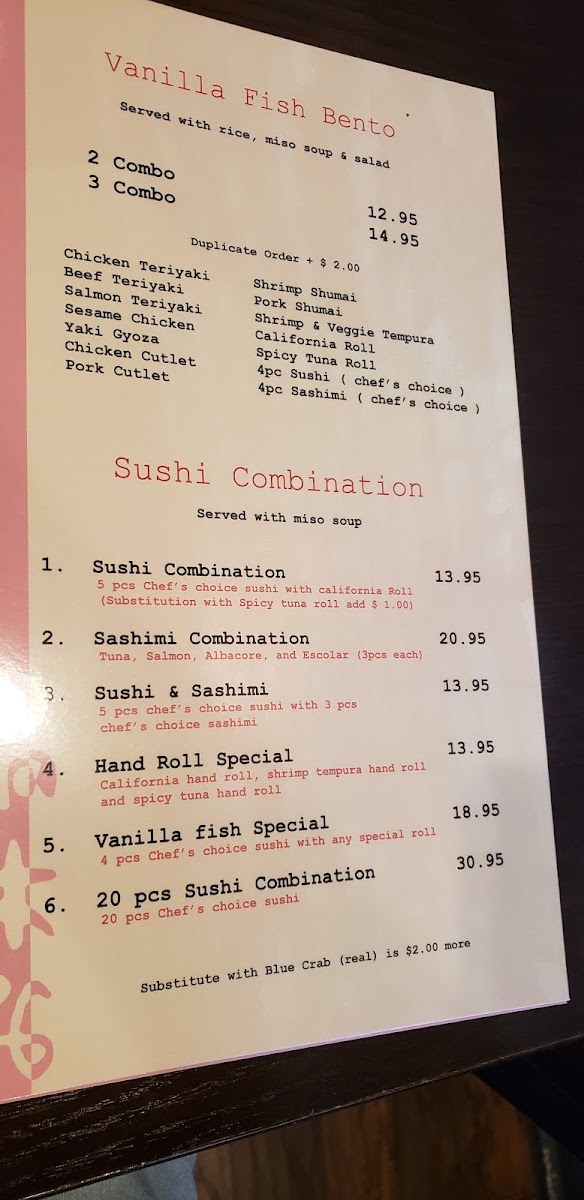 Vanilla Fish Bento
Served with rice, miso soup & salad
2 Combo 12.95
3 Combo 14.95
Duplicate Order + $ 2.00
Chicken Teriyaki
Beef Teriyaki
Salmon Teriyaki
Sesame Chicken
Yaki Gyoza
Chicken Cutlet
Pork Cutlet
Shrimp Shumai
Pork Shumai
Shrimp & Veggie Tempura
California Roll
Spicy Tuna Roll
4pc Sushi ( chef's choice )
4pc Sashimi ( chef's choice )
Sushi Combination
Served with miso soup
1. Sushi Combination 13.95
5 pcs Chef's choice sushi with california Roll
(Substitution with Spicy tuna roll add $ 1.00)
2. Sashimi Combination 20.95
Tuna, Salmon, Albacore, and Escolar (3pcs each)
3. Sushi & Sashimi 13.95
5 pcs chef's choice sushi with 3 pcs
chef's choice sashimi
4. Hand Roll Special 13.95
California hand roll, shrimp tempura hand roll
and spicy tuna hand roll
5. Vanilla fish Special 18.95
4 pcs Chef's choice sushi with any special roll
6. 20 pcs Sushi Combination 30.95
20 pcs Chef's choice sushi
Substitute with Blue Crab (real) is $2.00 more